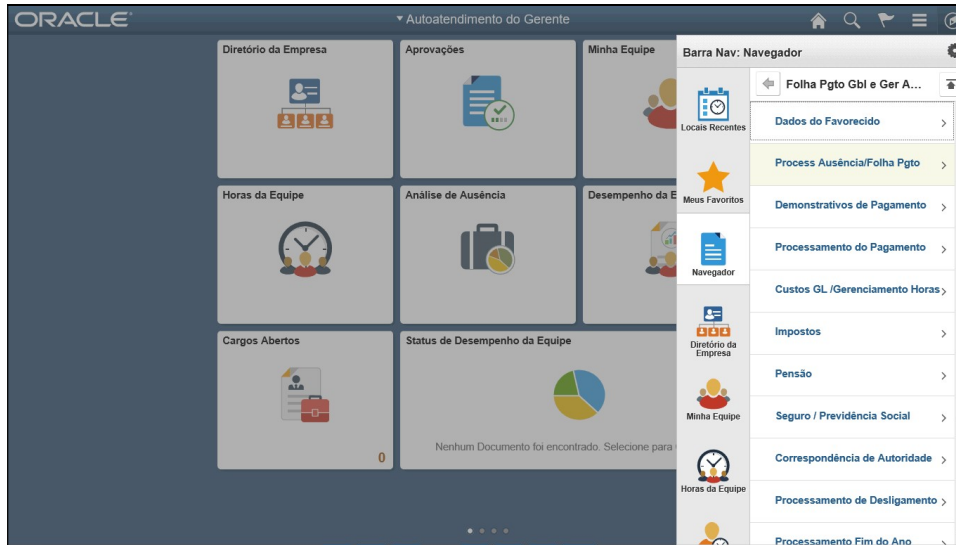 ORACLE
Autoatendimento do Gerente
Diretório da Empresa
Aprovações
Minha Equipe
Horas da Equipe
Análise de Ausência
Desempenho da E
Cargos Abertos
0
Status de Desempenho da Equipe
Nenhum Documento foi encontrado. Selecione para
Barra Nav: Navegador
Locais Recentes
Meus Favoritos
Navegador
Diretório da
Empresa
Minha Equipe
Horas da Equipe
Folha Pgto Gbl e Ger A...
Dados do Favorecido
Process Ausência/Folha Pgto
Demonstrativos de Pagamento
Processamento do Pagamento
Custos GL /Gerenciamento Horas
Impostos
Pensão
Seguro / Previdência Social
Correspondência de Autoridade
Processamento de Desligamento
Processamento Fim do Ano